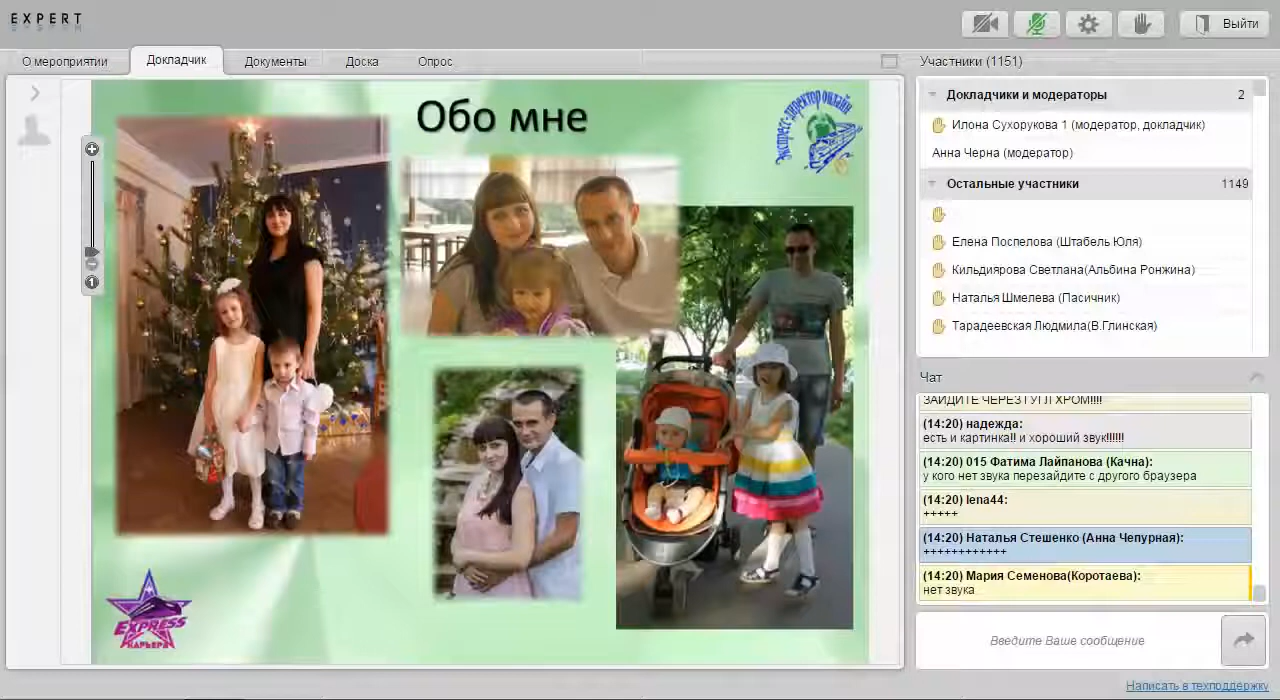 EXPERT
Выйти
О мероприятии
Докладчик
Документы
Доска
Опрос
Участники (1151)
Обо мне
Экспресс-директор онлайн
EXPRESS
КАРЬЕРА
Докладчики и модераторы 2
Илона Сухорукова 1 (модератор, докладчик)
Анна Черна (модератор)
Остальные участники 1149
Елена Поспелова (Штабель Юля)
Кильдиярова Светлана(Альбина Ронжина)
Наталья Шмелева (Пасичник)
Тарадеевская Людмила(В.Глинская)
Чат
ЗАЙДИТЕ ЧЕРЕЗ ГУГЛ ХРОМ!!!!
(14:20) надежда:
есть и картинка!! и хороший звук!!!!!!
(14:20) 015 Фатима Лайпанова (Качна):
у кого нет звука перезайдите с другого браузера
(14:20) lena44:
+++++
(14:20) Наталья Стешенко (Анна Чепурная):
++++++++++++
(14:20) Мария Семенова(Коротаева):
нет звука
Введите Ваше сообщение
Написать в техподдержку